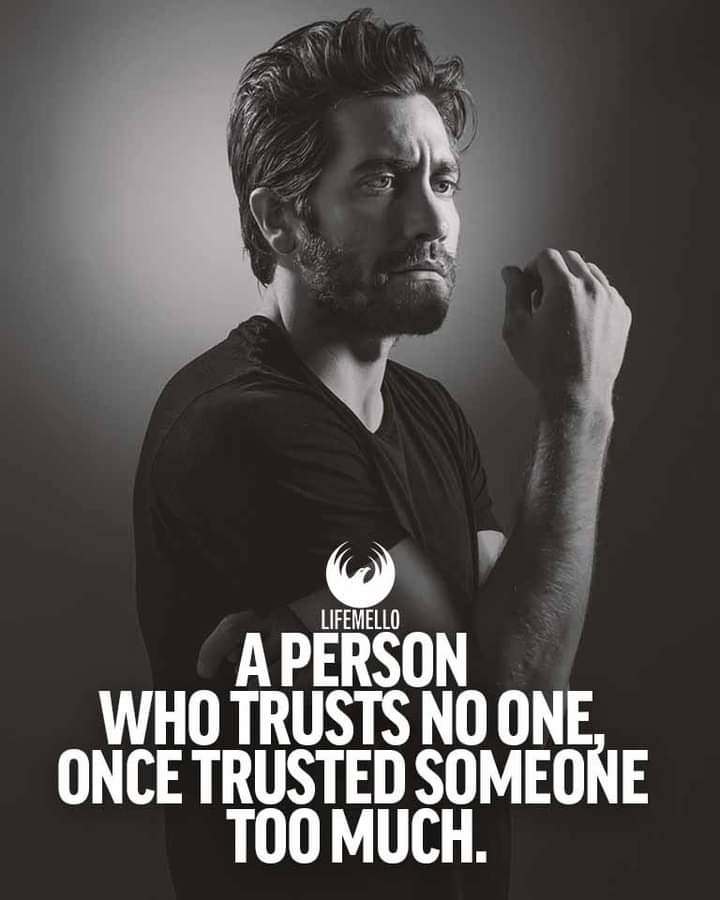 LIFEMELLO
A PERSON
WHO TRUSTS NO ONE,
ONCE TRUSTED SOMEONE
TOO MUCH.